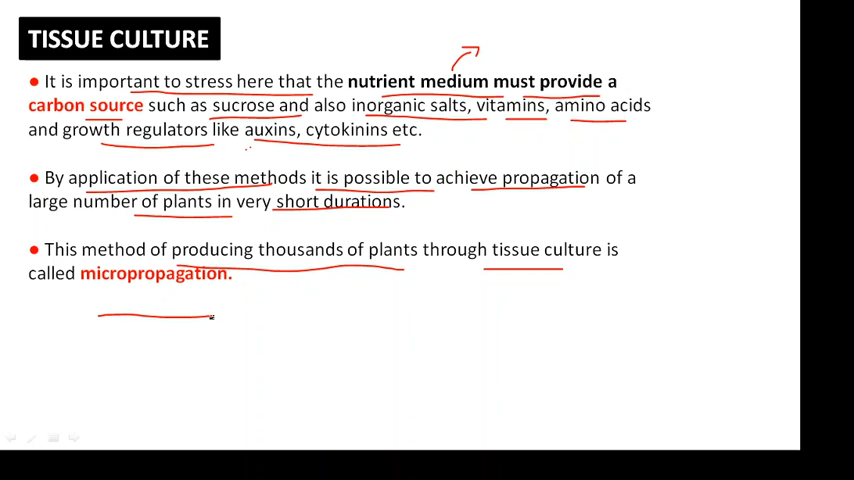 TISSUE CULTURE
● It is important to stress here that the nutrient medium must provide a
carbon source such as sucrose and also inorganic salts, vitamins, amino acids
and growth regulators like auxins, cytokinins etc.
● By application of these methods it is possible to achieve propagation of a
large number of plants in very short durations.
● This method of producing thousands of plants through tissue culture is
called micropropagation.